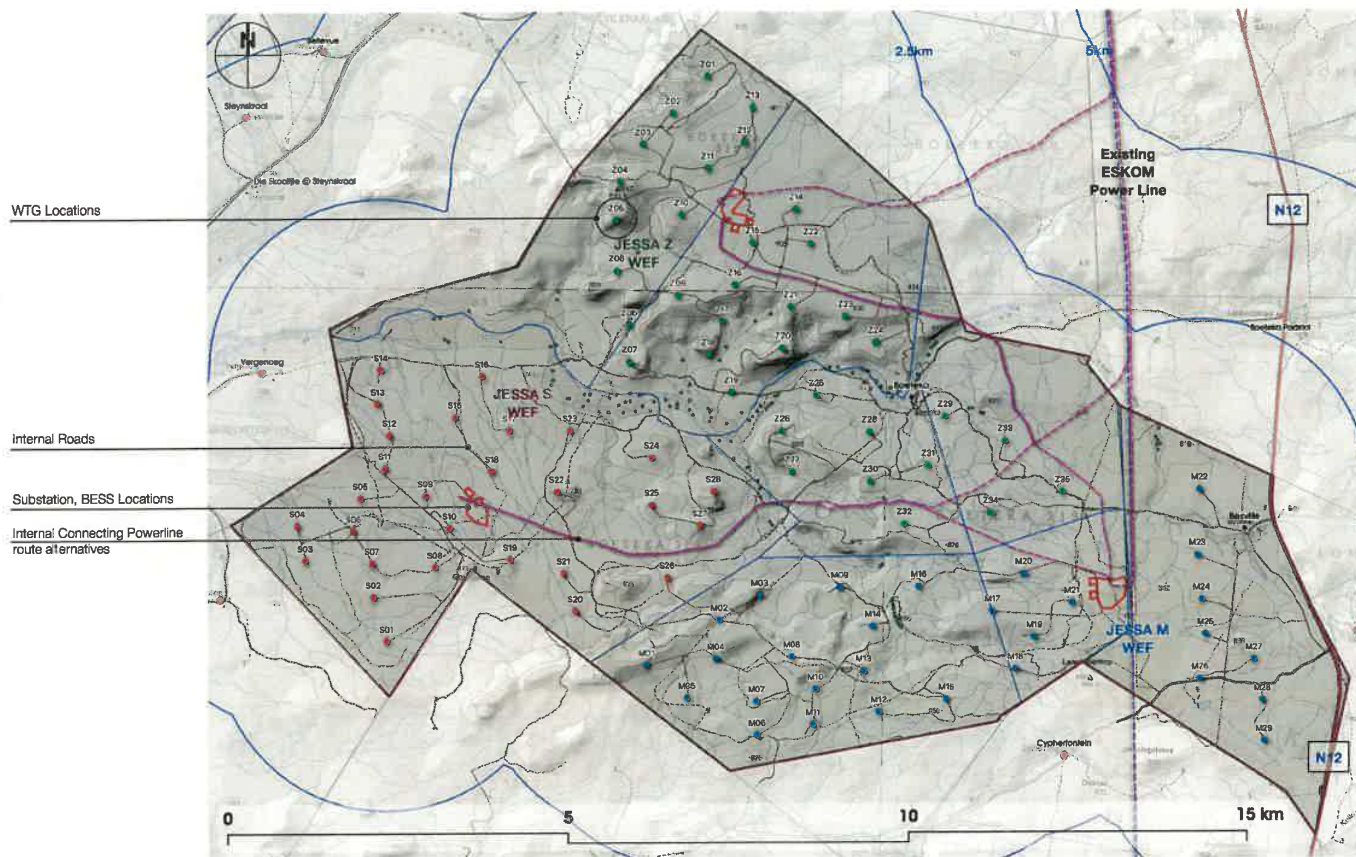 N
Bellevue
Steynskraal
Die Skooltjie @ Steynskraal
2.5km
5km
Existing
ESKOM
Power Line
N12
WTG Locations
Z01
Z02
Z13
Z03
Z12
Z11
Z04
Z06
Z10
Z14
Z15
Z22
JESSA Z
WEF
Z08
Z16
Z09
Z21
Z23
Z24
Z20
Z07
Z19
Z25
Vergenoeg
S14
S16
S13
JESSA S
WEF
S15
S12
S23
Z26
Z28
Z29
Z33
Internal Roads
S11
S18
S24
Z27
Z30
Z31
M22
S05
S09
S22
S25
S28
Z35
Substation, BESS Locations
S04
S06
S10
Z34
Z32
Internal Connecting Powerline
route alternatives
S03
S07
S08
S19
S21
S26
M23
S02
S20
M03
M09
M16
M20
M24
M21
M17
M02
M14
S01
M19
M25
JESSA M
WEF
M01
M04
M08
M13
M18
M27
M26
M05
M07
M10
M12
M15
M28
M06
M11
M29
Cypherfontein
N12
0
5
10
15 km